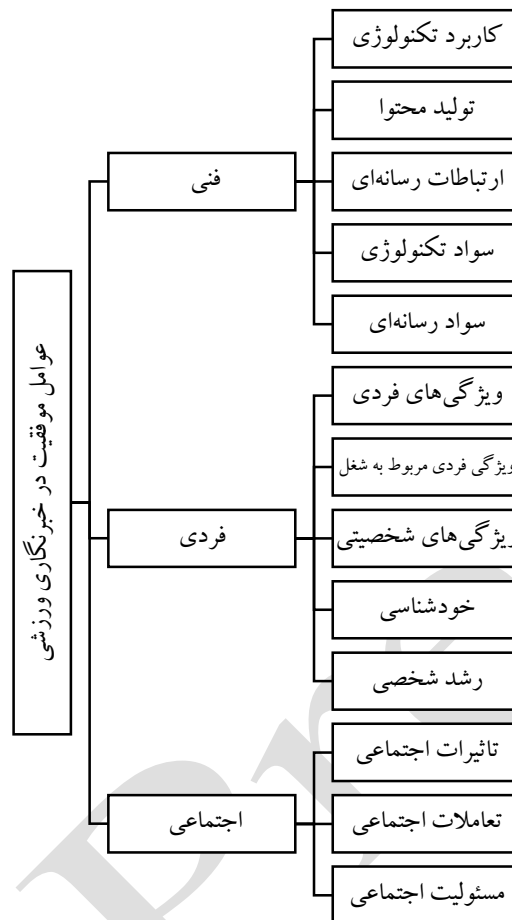 عوامل موفقیت در خبرنگاری ورزشی
فنی
کاربرد تکنولوژی
تولید محتوا
ارتباطات رسانه‌ای
سواد تکنولوژی
سواد رسانه‌ای
فردی
ویژگی‌های فردی
ویژگی فردی مربوط به شغل
ویژگی‌های شخصیتی
خودشناسی
رشد شخصی
اجتماعی
تاثیرات اجتماعی
تعاملات اجتماعی
مسئولیت اجتماعی